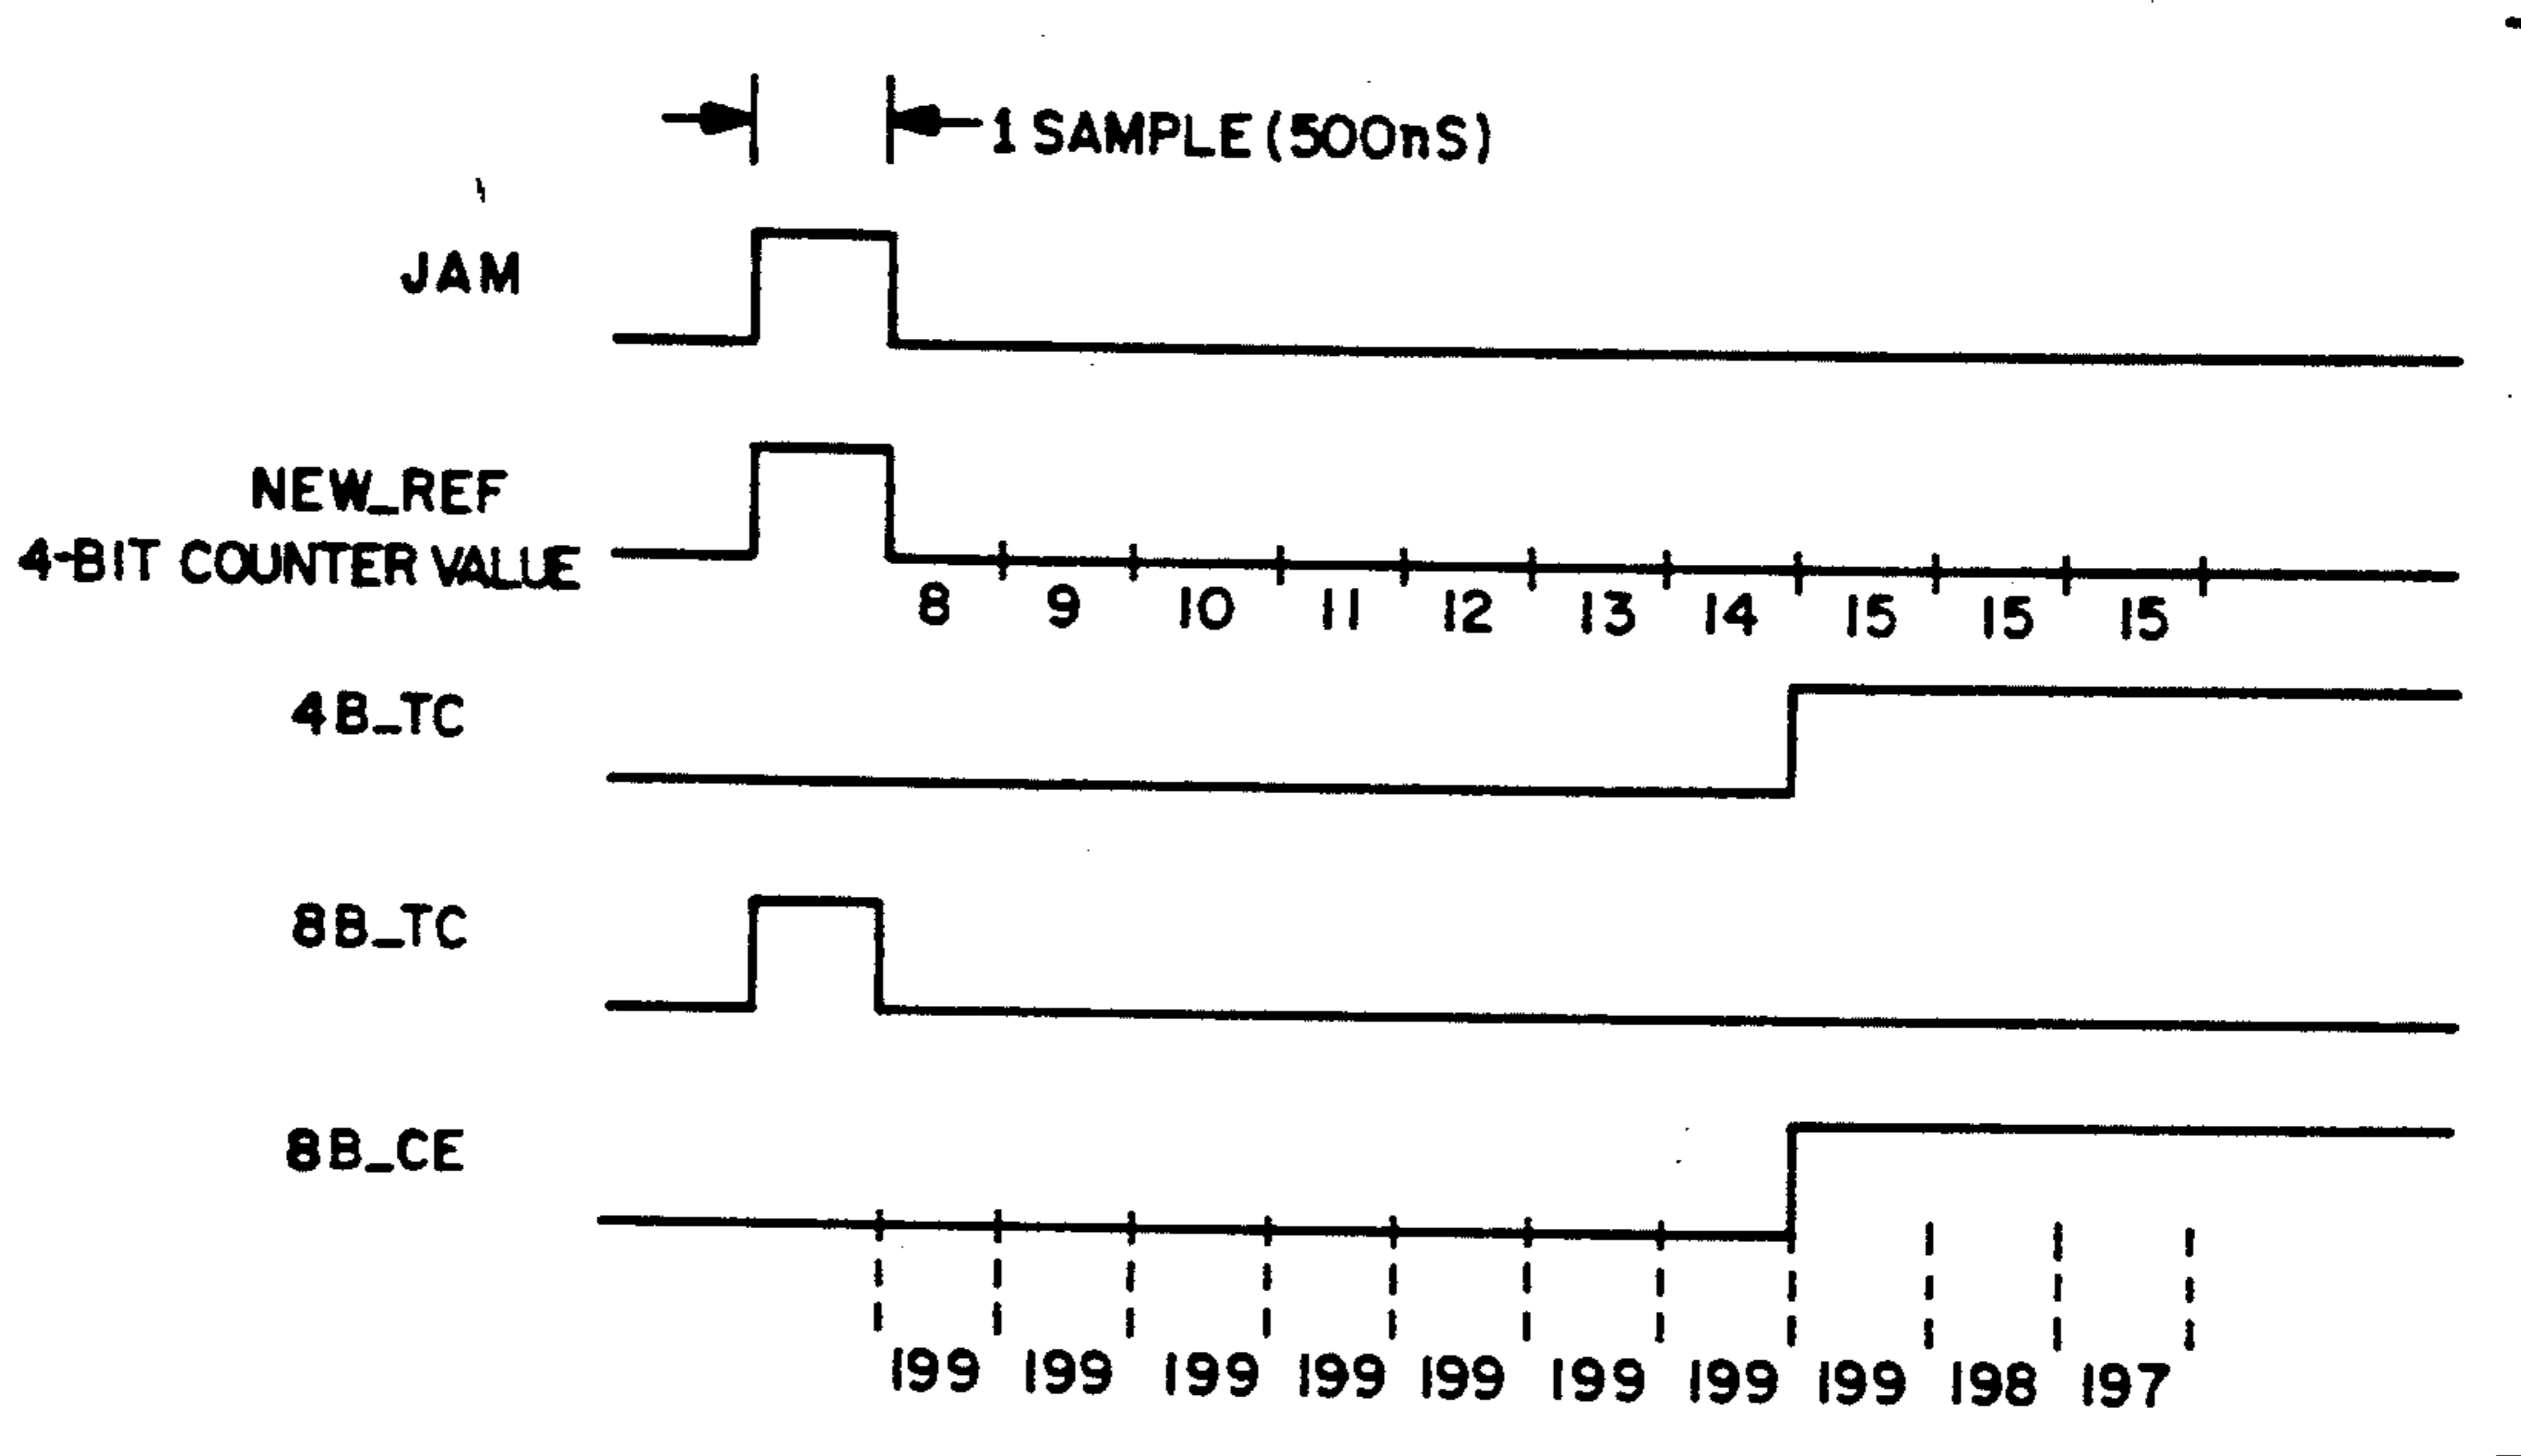 1 SAMPLE (500nS)
JAM
NEW_REF
4-BIT COUNTER VALUE
8 9 10 11 12 13 14 15 15 15
4B_TC
8B_TC
8B_CE
199 199 199 199 199 199 199 199 198 197